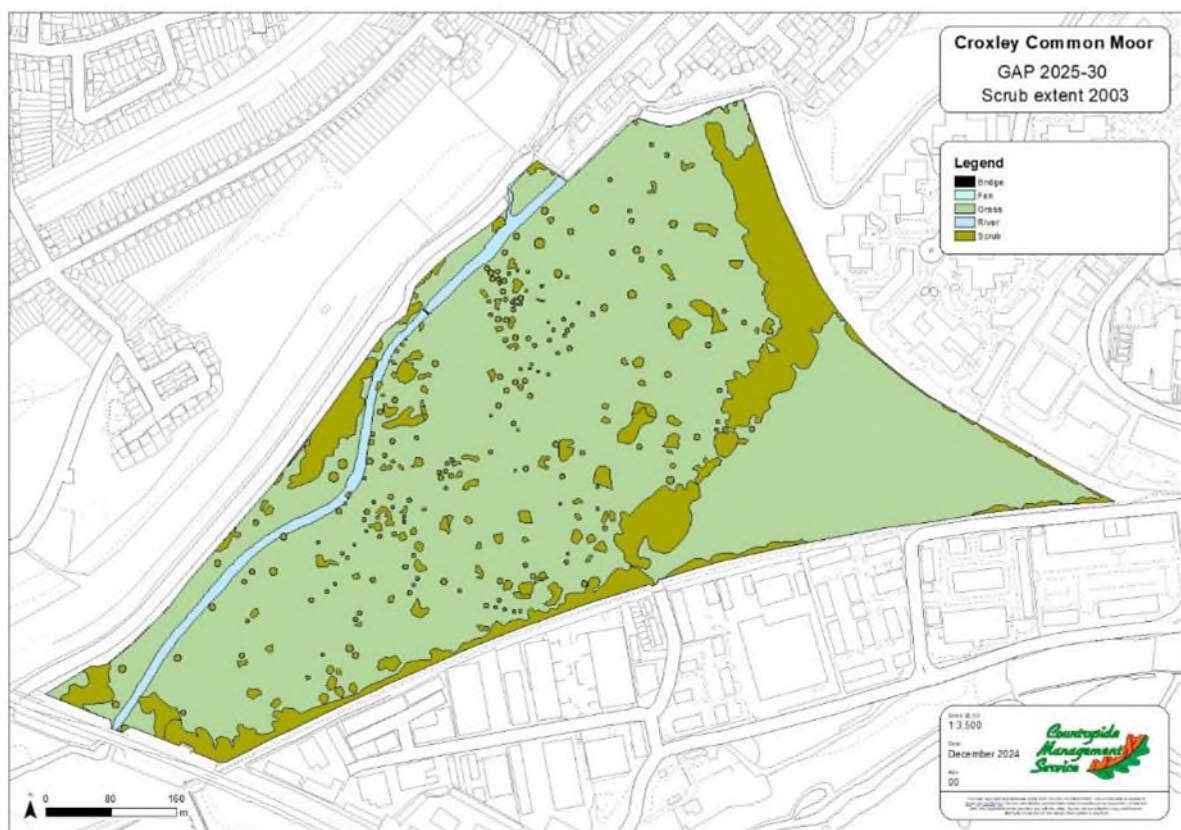 Croxley Common Moor
GAP 2025-30
Scrub extent 2003
Legend
Bridge
Fen
Grass
River
Scrub
1:3,500
December 2024
00
Countryside
Management
Service
0 80 160
m